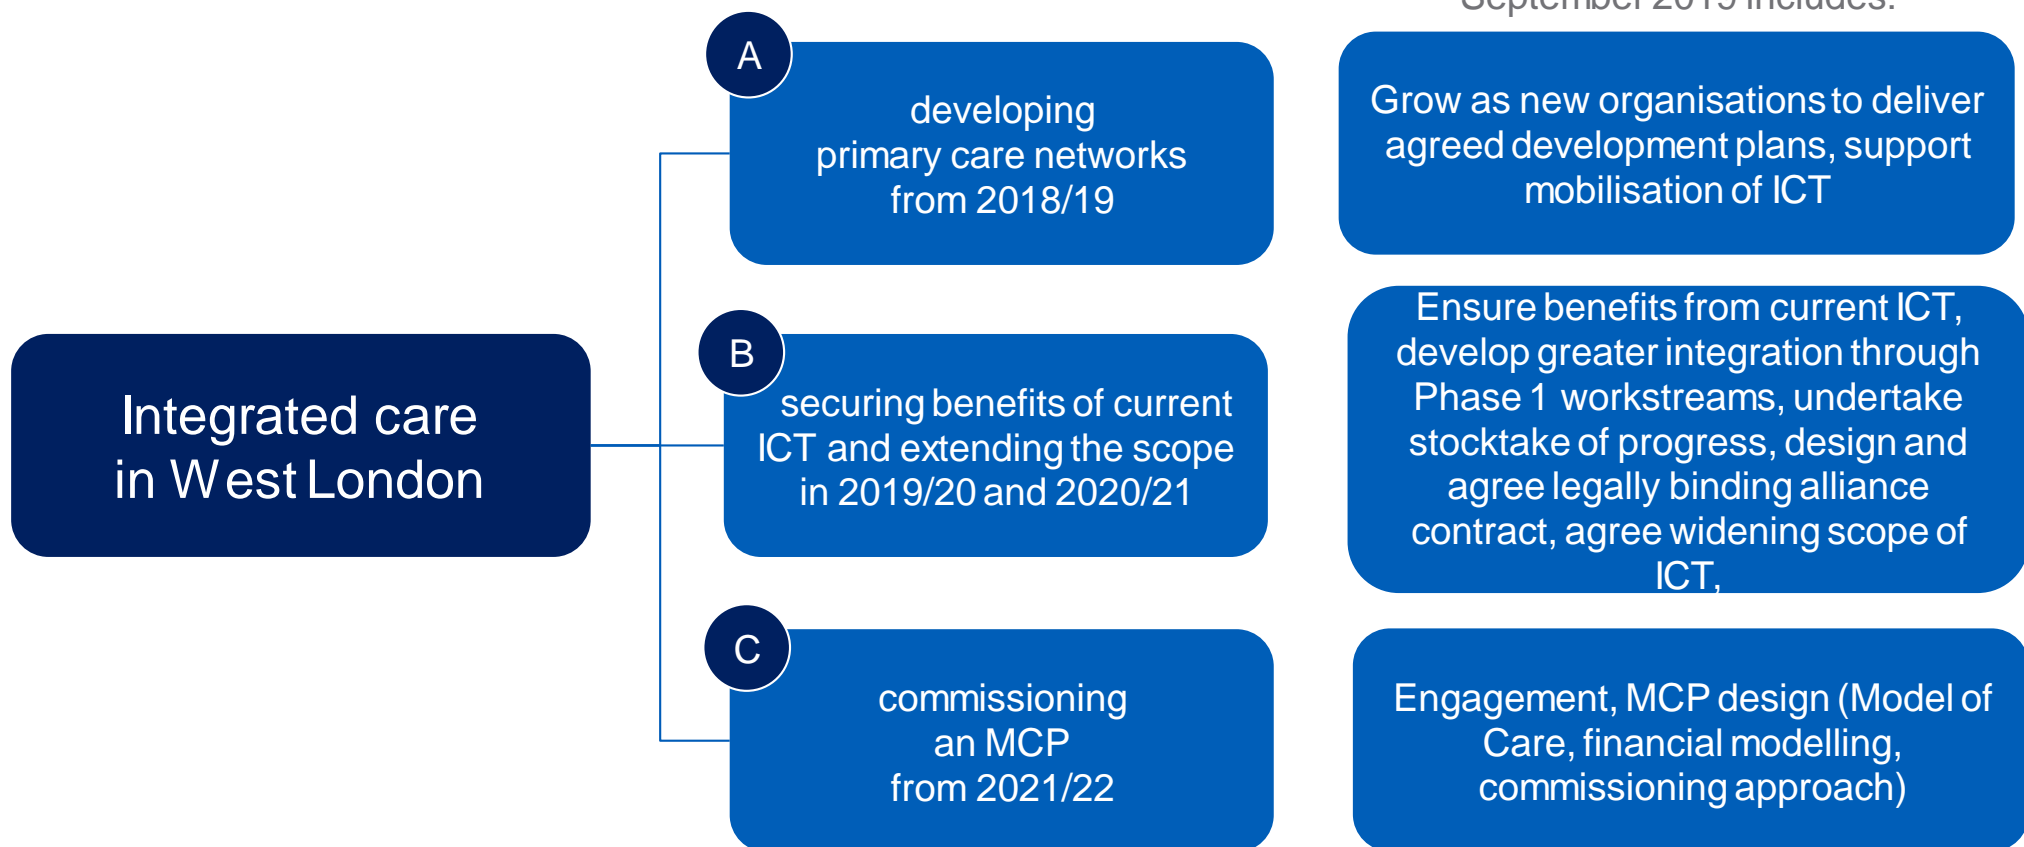 September 2019 includes:
A
developing
primary care networks
from 2018/19
Grow as new organisations to deliver
agreed development plans, support
mobilisation of ICT
Integrated care
in West London
B
securing benefits of current
ICT and extending the scope
in 2019/20 and 2020/21
Ensure benefits from current ICT,
develop greater integration through
Phase 1 workstreams, undertake
stocktake of progress, design and
agree legally binding alliance
contract, agree widening scope of
ICT,
C
commissioning
an MCP
from 2021/22
Engagement, MCP design (Model of
Care, financial modelling,
commissioning approach)